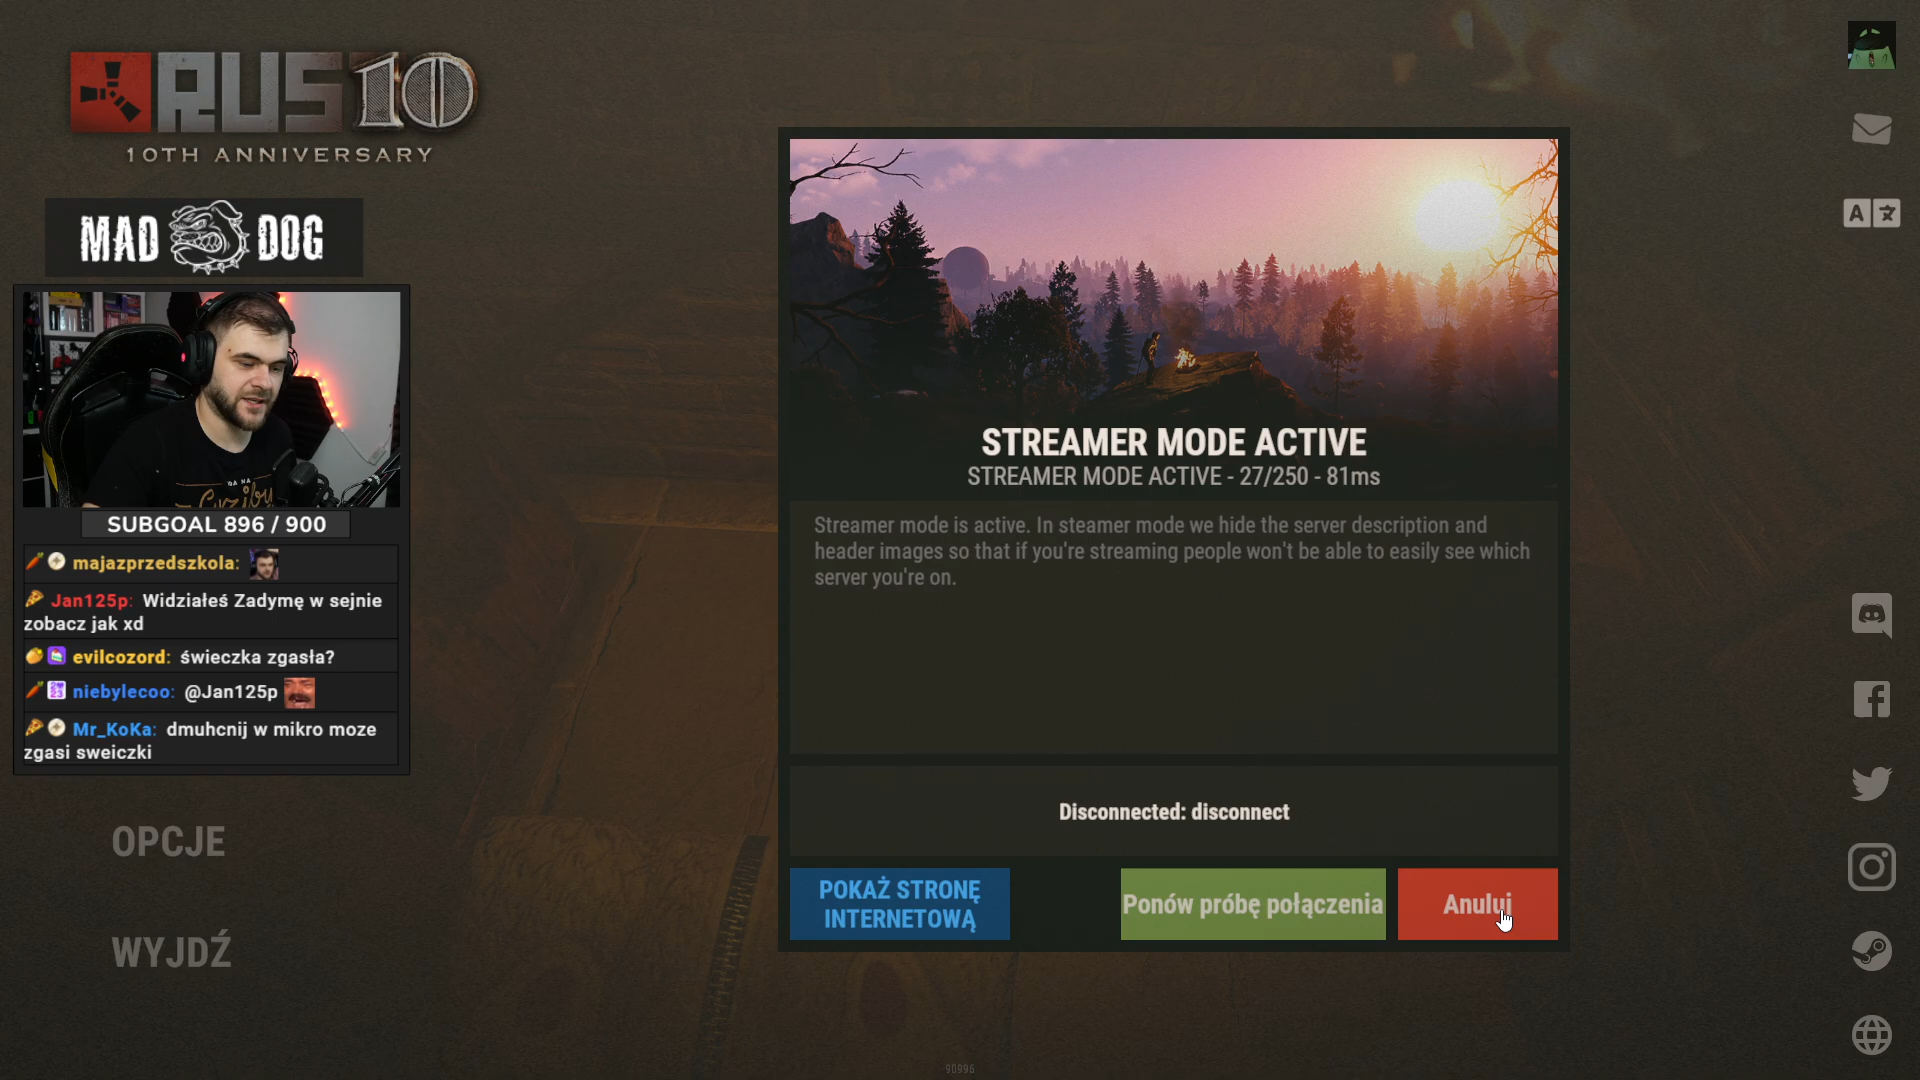 RUS10
10TH ANNIVERSARY
MAD DOG
SUBGOAL 896 / 900
majazprzedszkola:
Jan125p: Widziałeś Zadymę w sejnie
zobacz jak xd
evilcozord: świeczka zgasła?
niebylecoo: @Jan125p
Mr_KoKa: dmuhcnij w mikro moze
zgasi sweiczki
OPCJE
WYJDŹ
STREAMER MODE ACTIVE
STREAMER MODE ACTIVE - 27/250 - 81ms
Streamer mode is active. In steamer mode we hide the server description and
header images so that if you're streaming people won't be able to easily see which
server you're on.
Disconnected: disconnect
POKAŻ STRONĘ
INTERNETOWĄ
Ponów próbę połączenia
Anuluj
90996